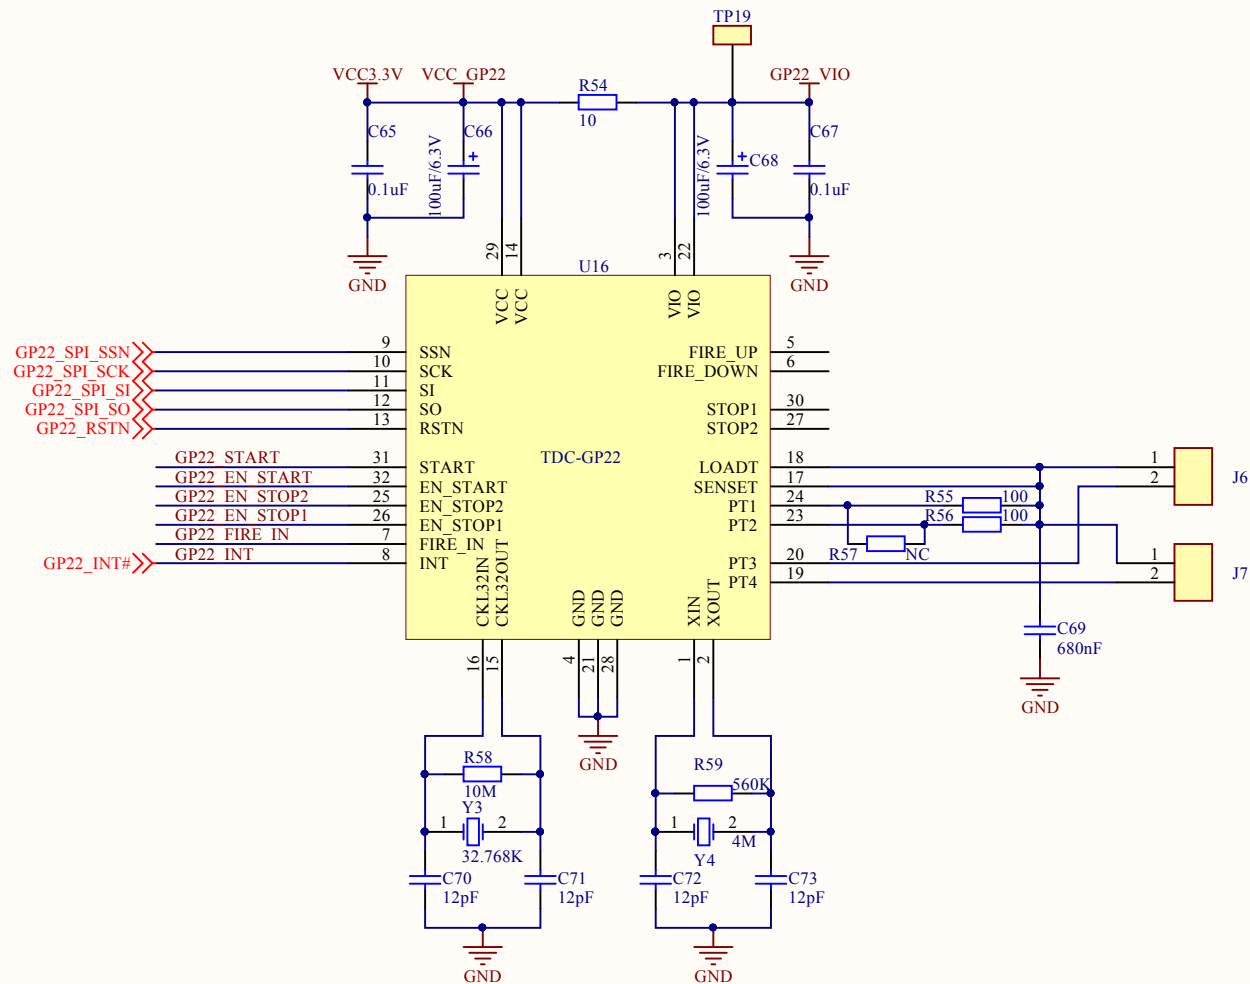 TP19
VCC3.3V VCC_GP22 GP22_VIO
R54
10
C65 C66 C68 C67
0.1uF 100uF/6.3V 100uF/6.3V 0.1uF
+ +
GND GND
29 14 3 22
U16
VCC VCC VIO VIO
GP22_SPI_SSN 9 SSN FIRE_UP 5
GP22_SPI_SCK 10 SCK FIRE_DOWN 6
GP22_SPI_SI 11 SI
GP22_SPI_SO 12 SO STOP1 30
GP22_RSTN 13 RSTN STOP2 27
TDC-GP22
GP22_START 31 START LOADT 18 1
GP22_EN_START 32 EN_START SENSET 17 2 J6
GP22_EN_STOP2 25 EN_STOP2 PT1 24 R55 100
GP22_EN_STOP1 26 EN_STOP1 PT2 23 R56 100
GP22_FIRE_IN 7 FIRE_IN R57 NC
GP22_INT# GP22_INT 8 INT PT3 20 1
PT4 19 2 J7
CKL32IN CKL32OUT GND GND GND XIN XOUT
16 15 4 21 28 1 2
C69
680nF
GND
GND
R58
10M
Y3
1 2
32.768K
C70 C71
12pF 12pF
GND
R59
560K
1 2
4M
Y4
C72 C73
12pF 12pF
GND